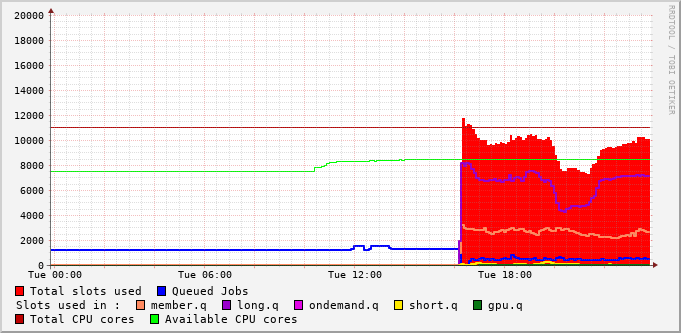 20000
18000
16000
14000
12000
10000
8000
6000
4000
2000
0
Tue 00:00 Tue 06:00 Tue 12:00 Tue 18:00
Total slots used Queued Jobs
Slots used in : member.q long.q ondemand.q short.q gpu.q
Total CPU cores Available CPU cores
RRDTOOL / TOBI OETIKER